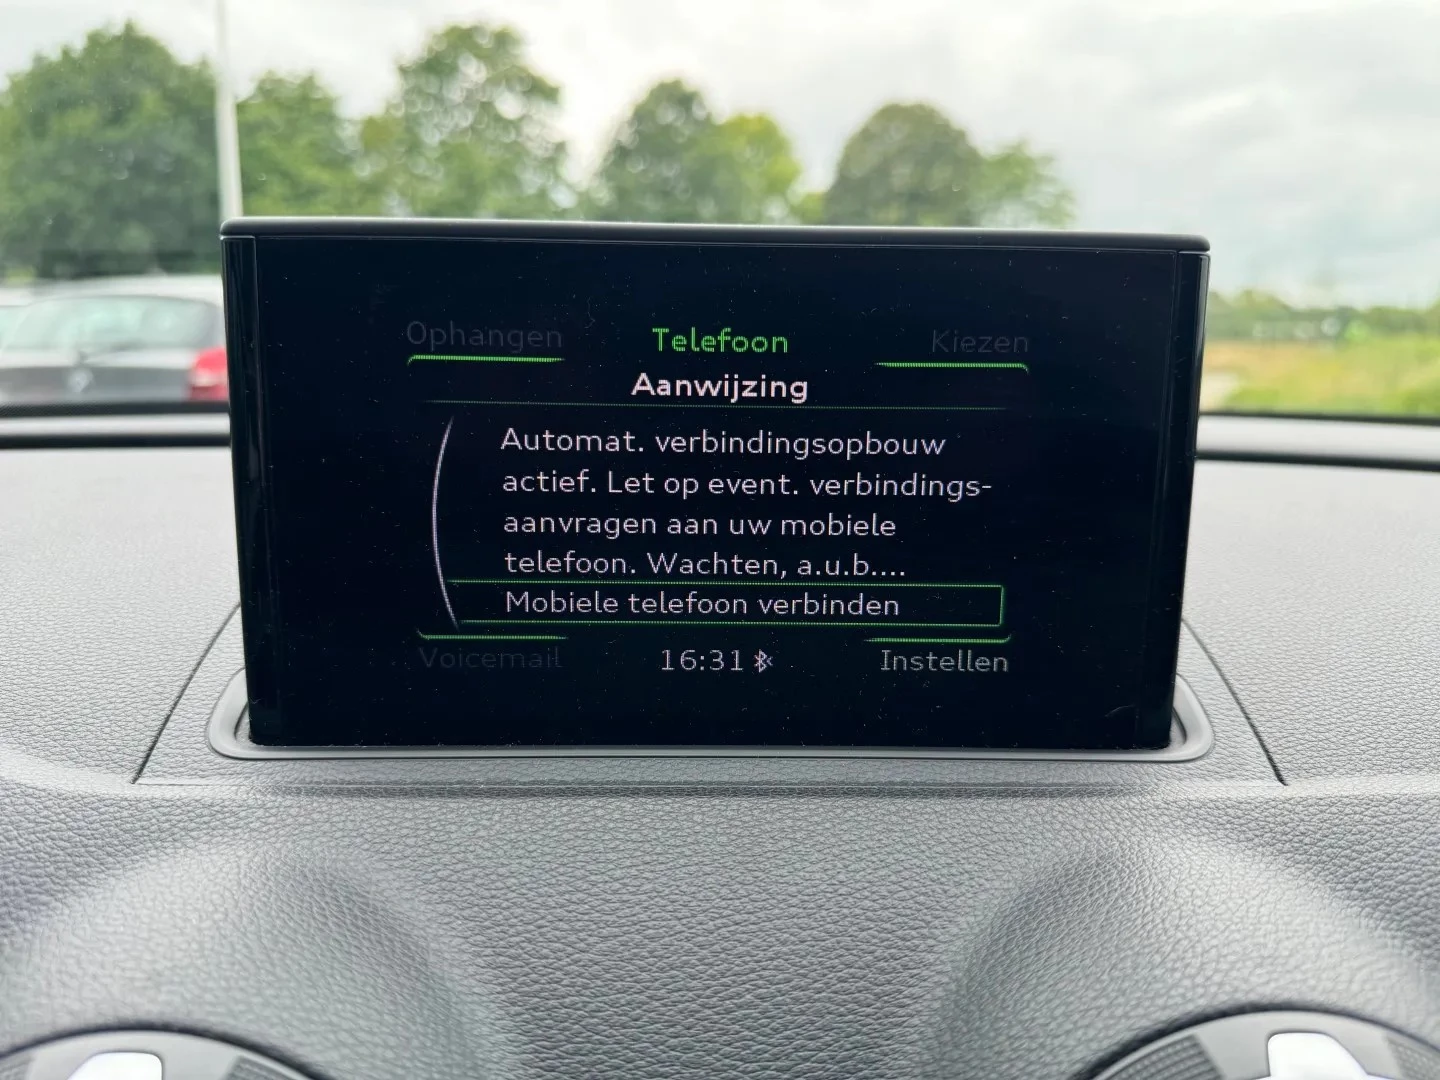 Ophangen Telefoon Kiezen
Aanwijzing
Automat. verbindingsopbouw
actief. Let op event. verbindings-
aanvragen aan uw mobiele
telefoon. Wachten, a.u.b....
Mobiele telefoon verbinden
Voicemail 16:31 Instellen